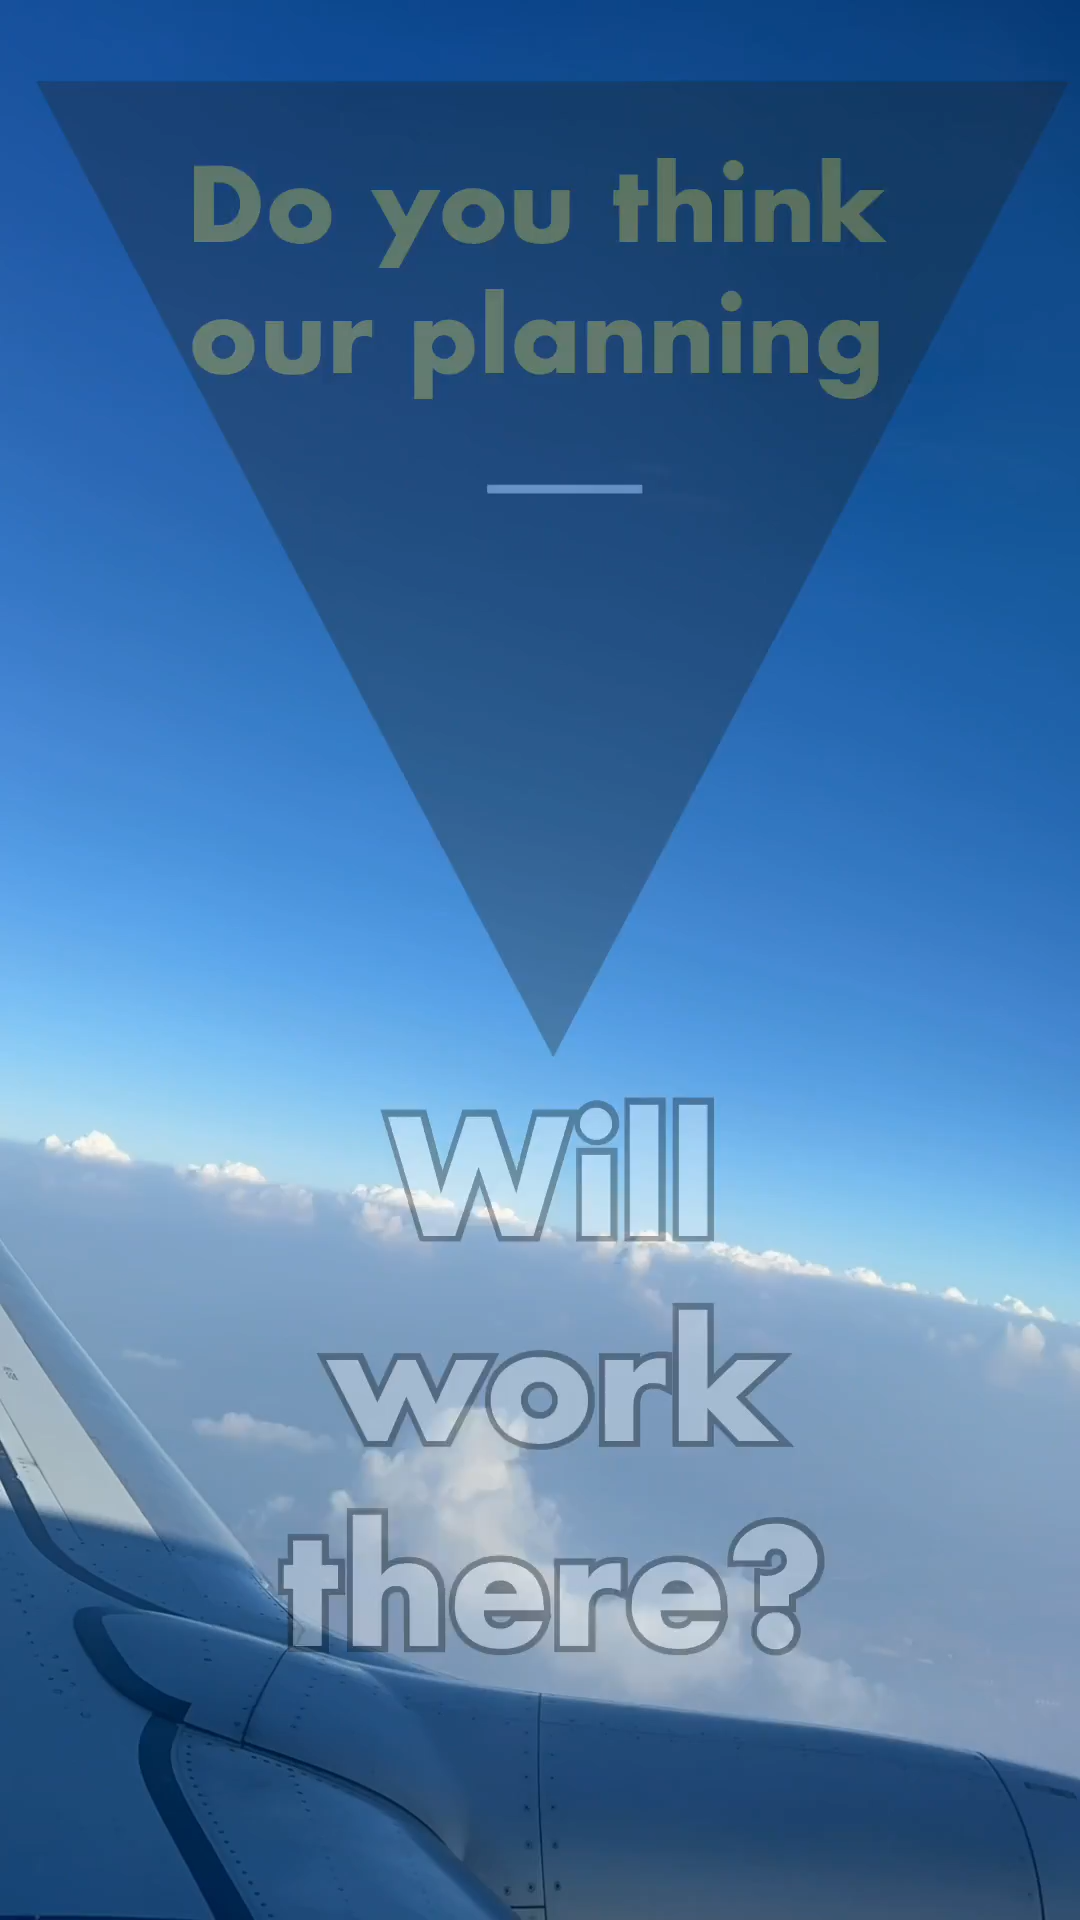 Do you think
our planning
Will
work
there?